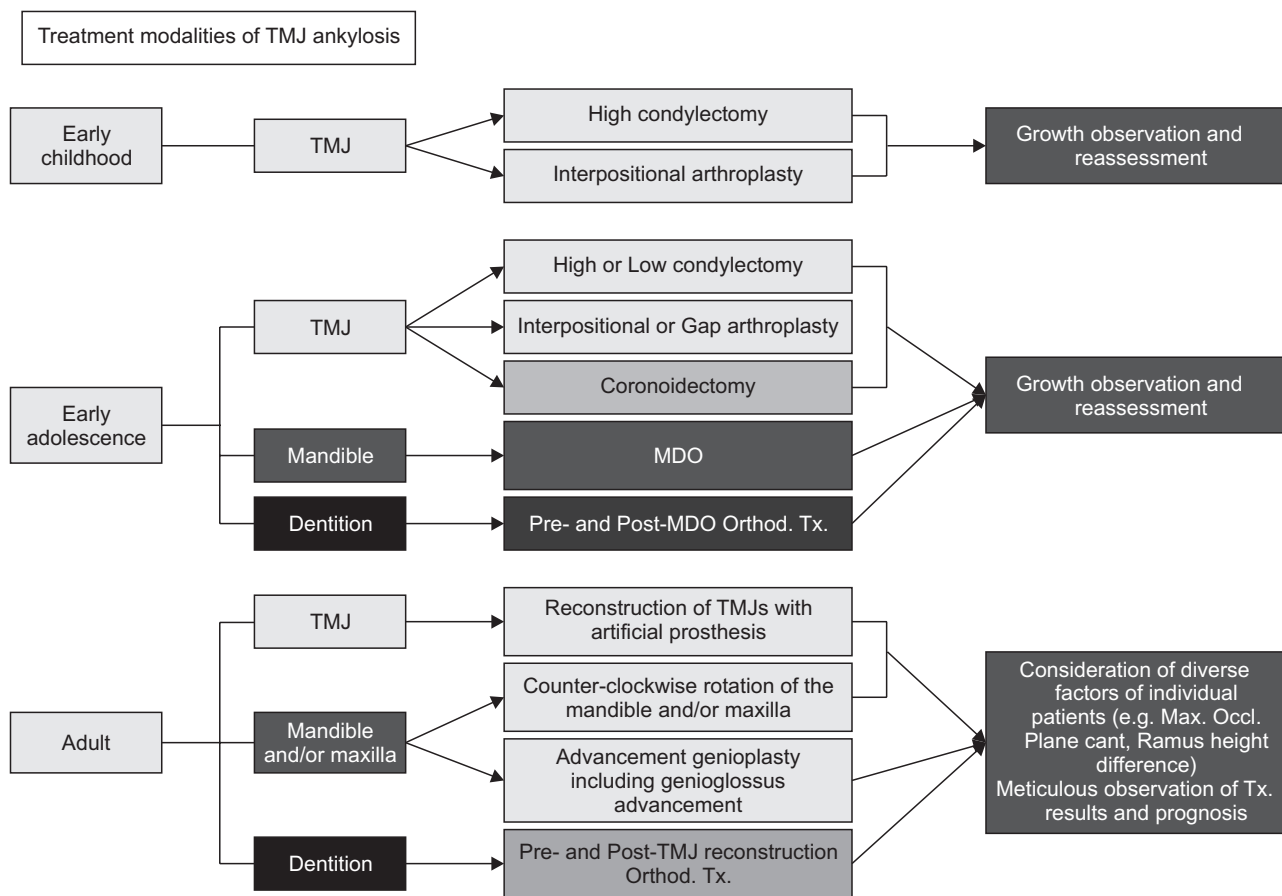 Treatment modalities of TMJ ankylosis
Early
childhood
TMJ
High condylectomy
Interpositional arthroplasty
Growth observation and
reassessment
Early
adolescence
TMJ
High or Low condylectomy
Interpositional or Gap arthroplasty
Coronoidectomy
Mandible
MDO
Dentition
Pre- and Post-MDO Orthod. Tx.
Growth observation and
reassessment
Adult
TMJ
Reconstruction of TMJs with
artificial prosthesis
Mandible
and/or maxilla
Counter-clockwise rotation of the
mandible and/or maxilla
Advancement genioplasty
including genioglossus
advancement
Dentition
Pre- and Post-TMJ reconstruction
Orthod. Tx.
Consideration of diverse
factors of individual
patients (e.g. Max. Occl.
Plane cant, Ramus height
difference)
Meticulous observation of Tx.
results and prognosis